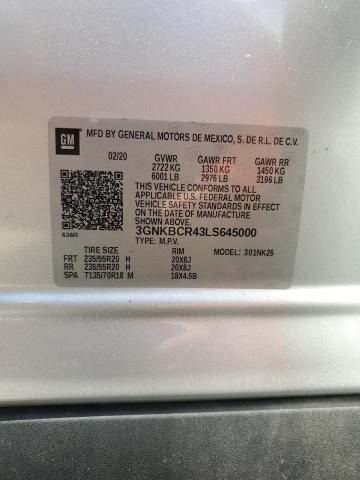 GM
MFD BY GENERAL MOTORS DE MEXICO, S. DE R.L. DE C.V.
02/20 GVWR GAWR FRT GAWR RR
2722 KG 1350 KG 1450 KG
6001 LB 2976 LB 3196 LB
THIS VEHICLE CONFORMS TO ALL
APPLICABLE U.S. FEDERAL MOTOR
VEHICLE SAFETY STANDARDS IN
EFFECT ON THE DATE OF MANUFACTURE
SHOWN ABOVE.
3GNKBCR43LS645000
636R TYPE: M.P.V.
TIRE SIZE RIM MODEL: 301NK26
FRT 235/55R20 H 20X8J
RR 235/55R20 H 20X8J
SPA T135/70R18 M 18X4.5B